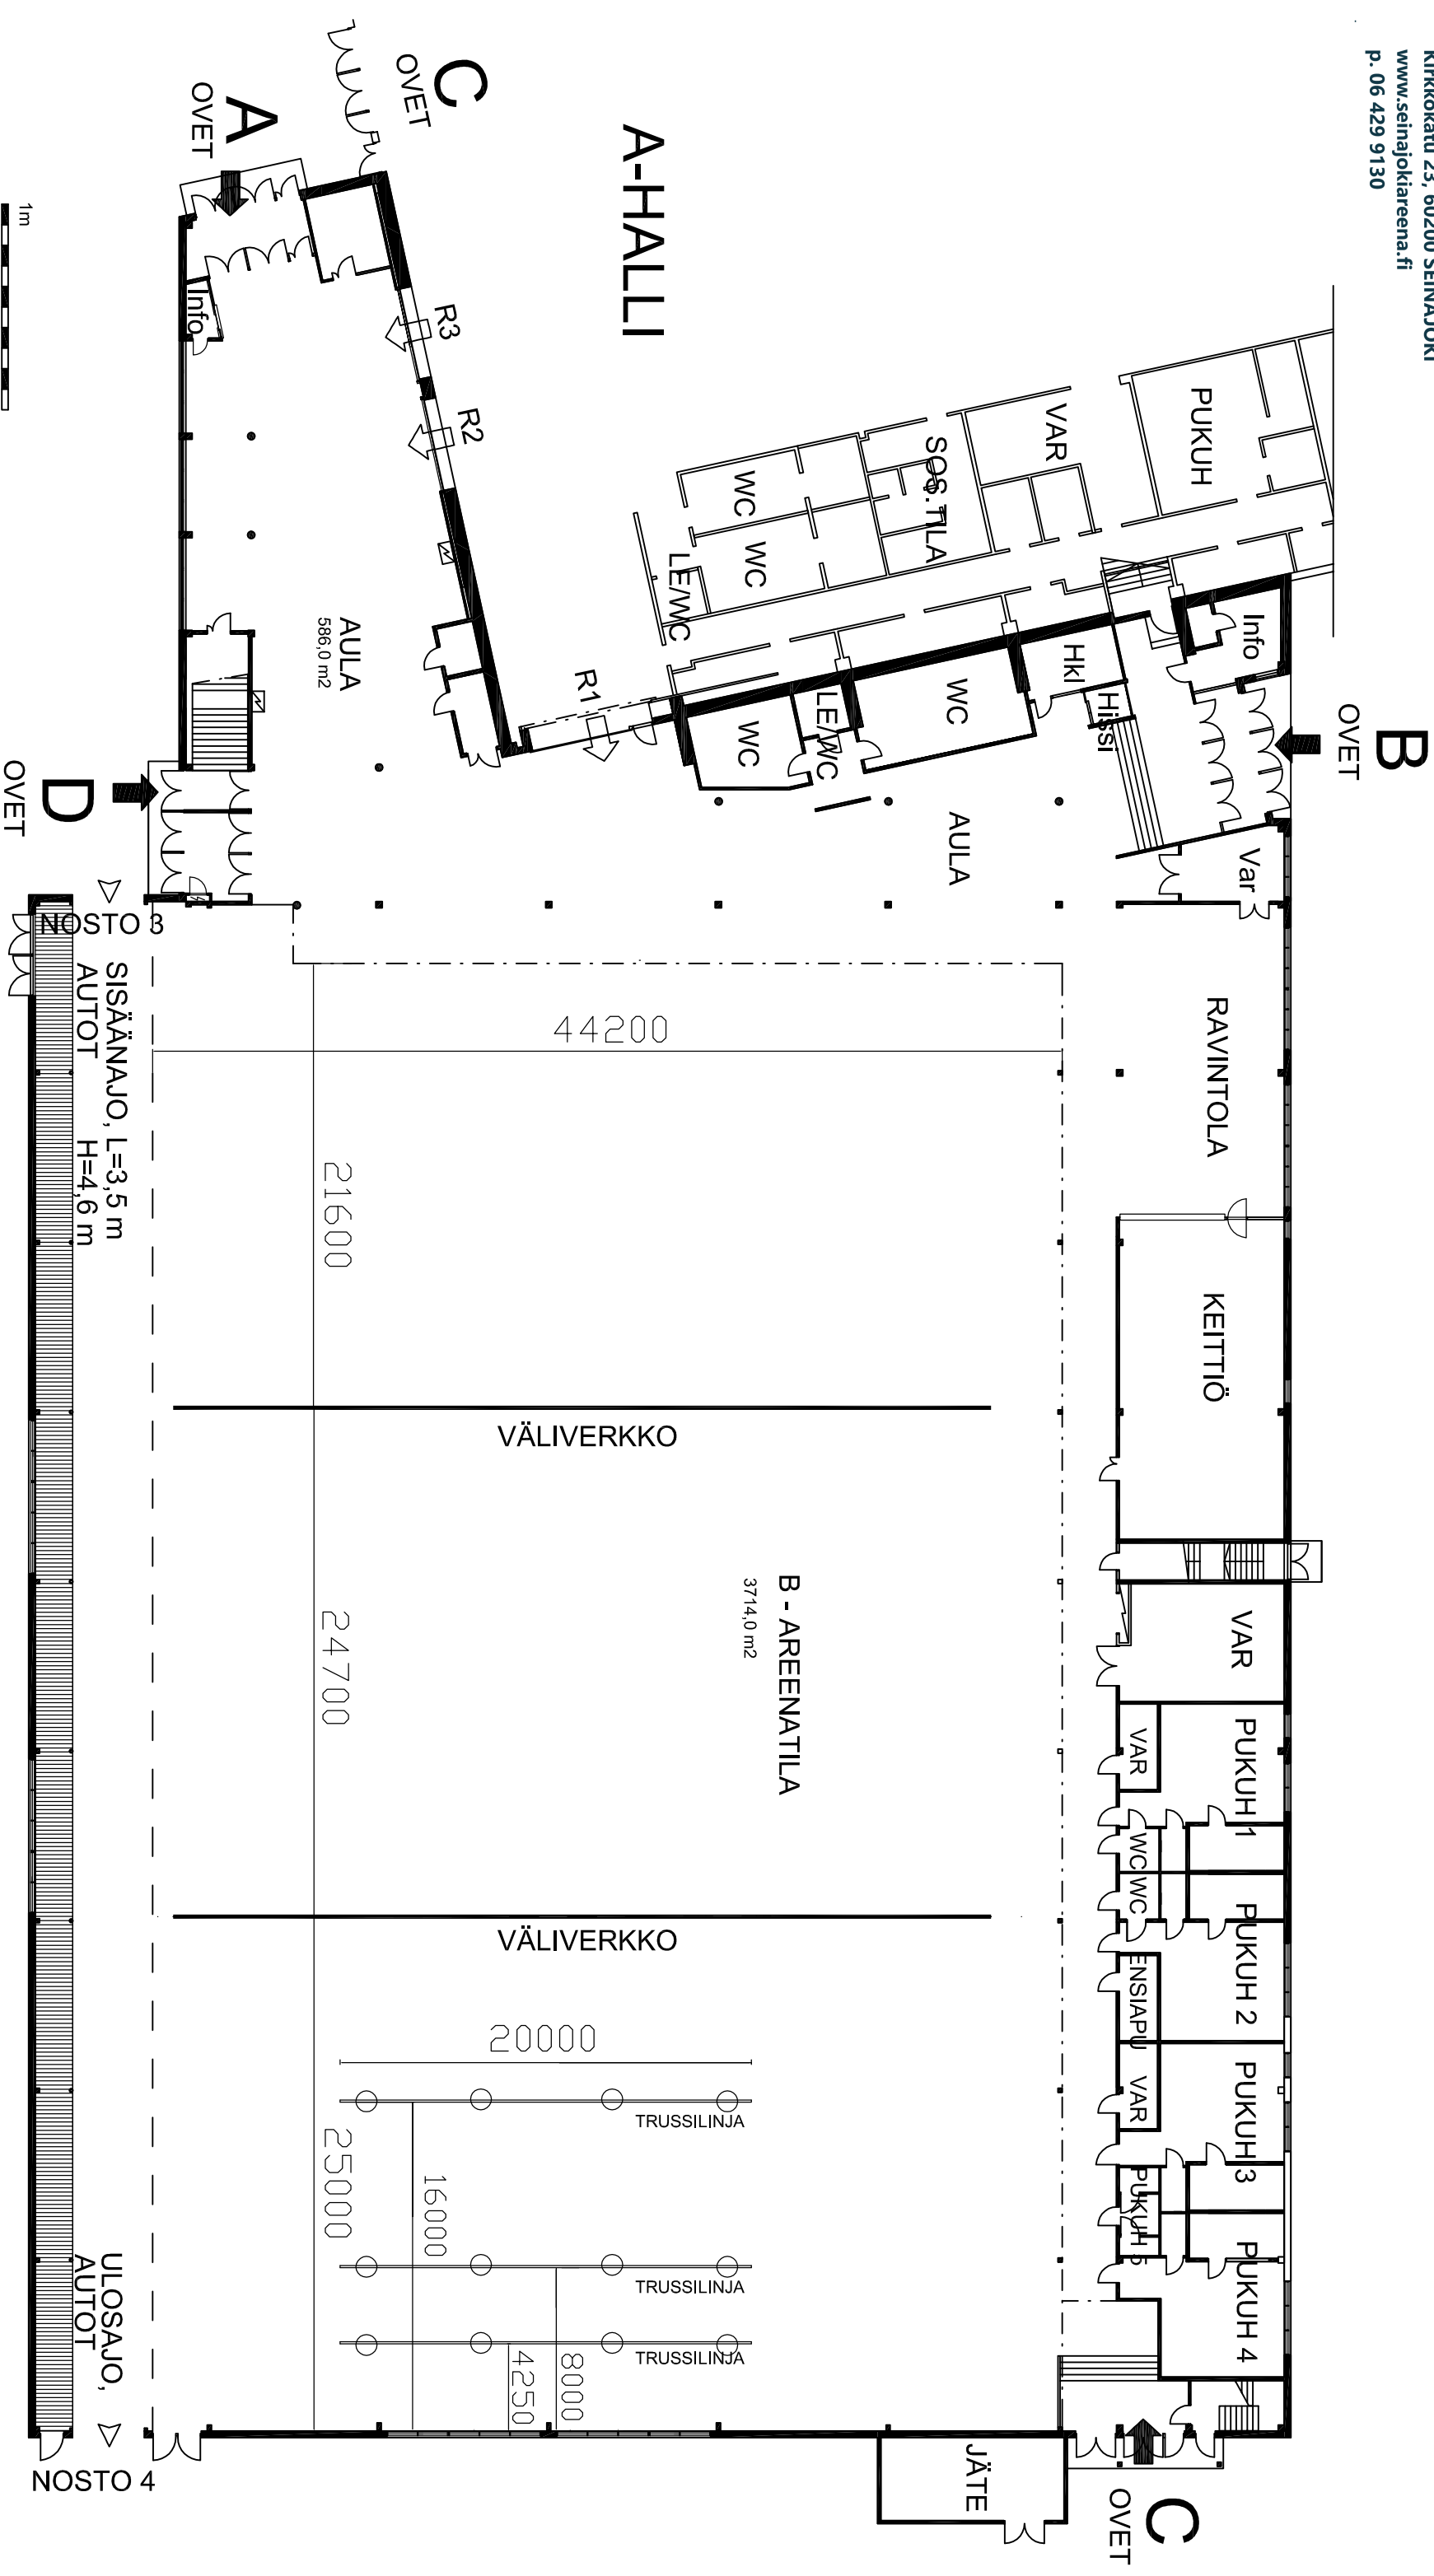 Kirkkokatu 23, 60200 SEINÄJOKI
www.seinajokiareena.fi
p. 06 429 9130
C
OVET
A
OVET
A-HALLI
1m
Info
R3
R2
R1
PUKUH
VAR
SOS.TILA
WC
WC
LE/WC
AULA
586,0 m2
Info
Hkl
Hissi
WC
LE/WC
WC
B
OVET
AULA
Var
D
OVET
NOSTO 3
SISÄÄNAJO, L=3,5 m
AUTOT H=4,6 m
RAVINTOLA
44200
21600
KEITTIÖ
VÄLIVERKKO
B - AREENATILA
3714,0 m2
24700
VAR
VAR
PUKUH 1
WC
WC
PUKUH 2
ENSIAPU
VÄLIVERKKO
20000
TRUSSILINJA
VAR
PUKUH 3
PUKUH 5
PUKUH 4
25000
16000
TRUSSILINJA
8000
TRUSSILINJA
4250
ULOSAJO,
AUTOT
NOSTO 4
JÄTE
C
OVET